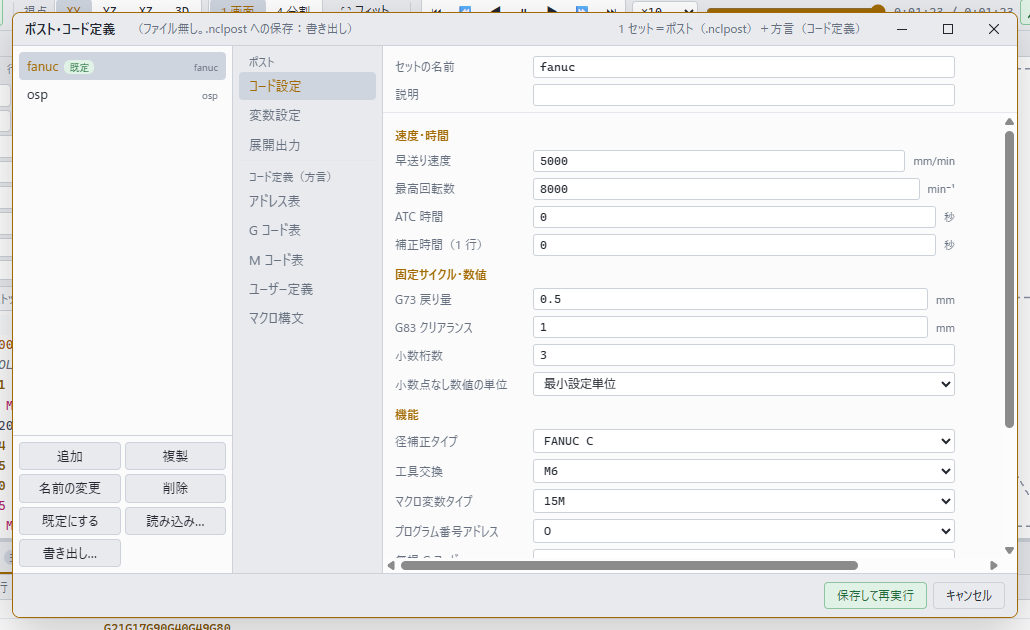 ポスト・コード定義
（ファイル無し。.nclpost への保存：書き出し）
1 セット＝ポスト（.nclpost）＋方言（コード定義）
fanuc 既定 fanuc
osp osp
追加 複製
名前の変更 削除
既定にする 読み込み...
書き出し...
ポスト
コード設定
変数設定
展開出力
コード定義（方言）
アドレス表
G コード表
M コード表
ユーザー定義
マクロ構文
セットの名前 fanuc
説明
速度・時間
早送り速度 5000 mm/min
最高回転数 8000 min⁻¹
ATC 時間 0 秒
補正時間（1 行） 0 秒
固定サイクル・数値
G73 戻り量 0.5 mm
G83 クリアランス 1 mm
小数桁数 3
小数点なし数値の単位 最小設定単位
機能
径補正タイプ FANUC C
工具交換 M6
マクロ変数タイプ 15M
プログラム番号アドレス O
保存して再実行 キャンセル
G21G17G90G40G49G80